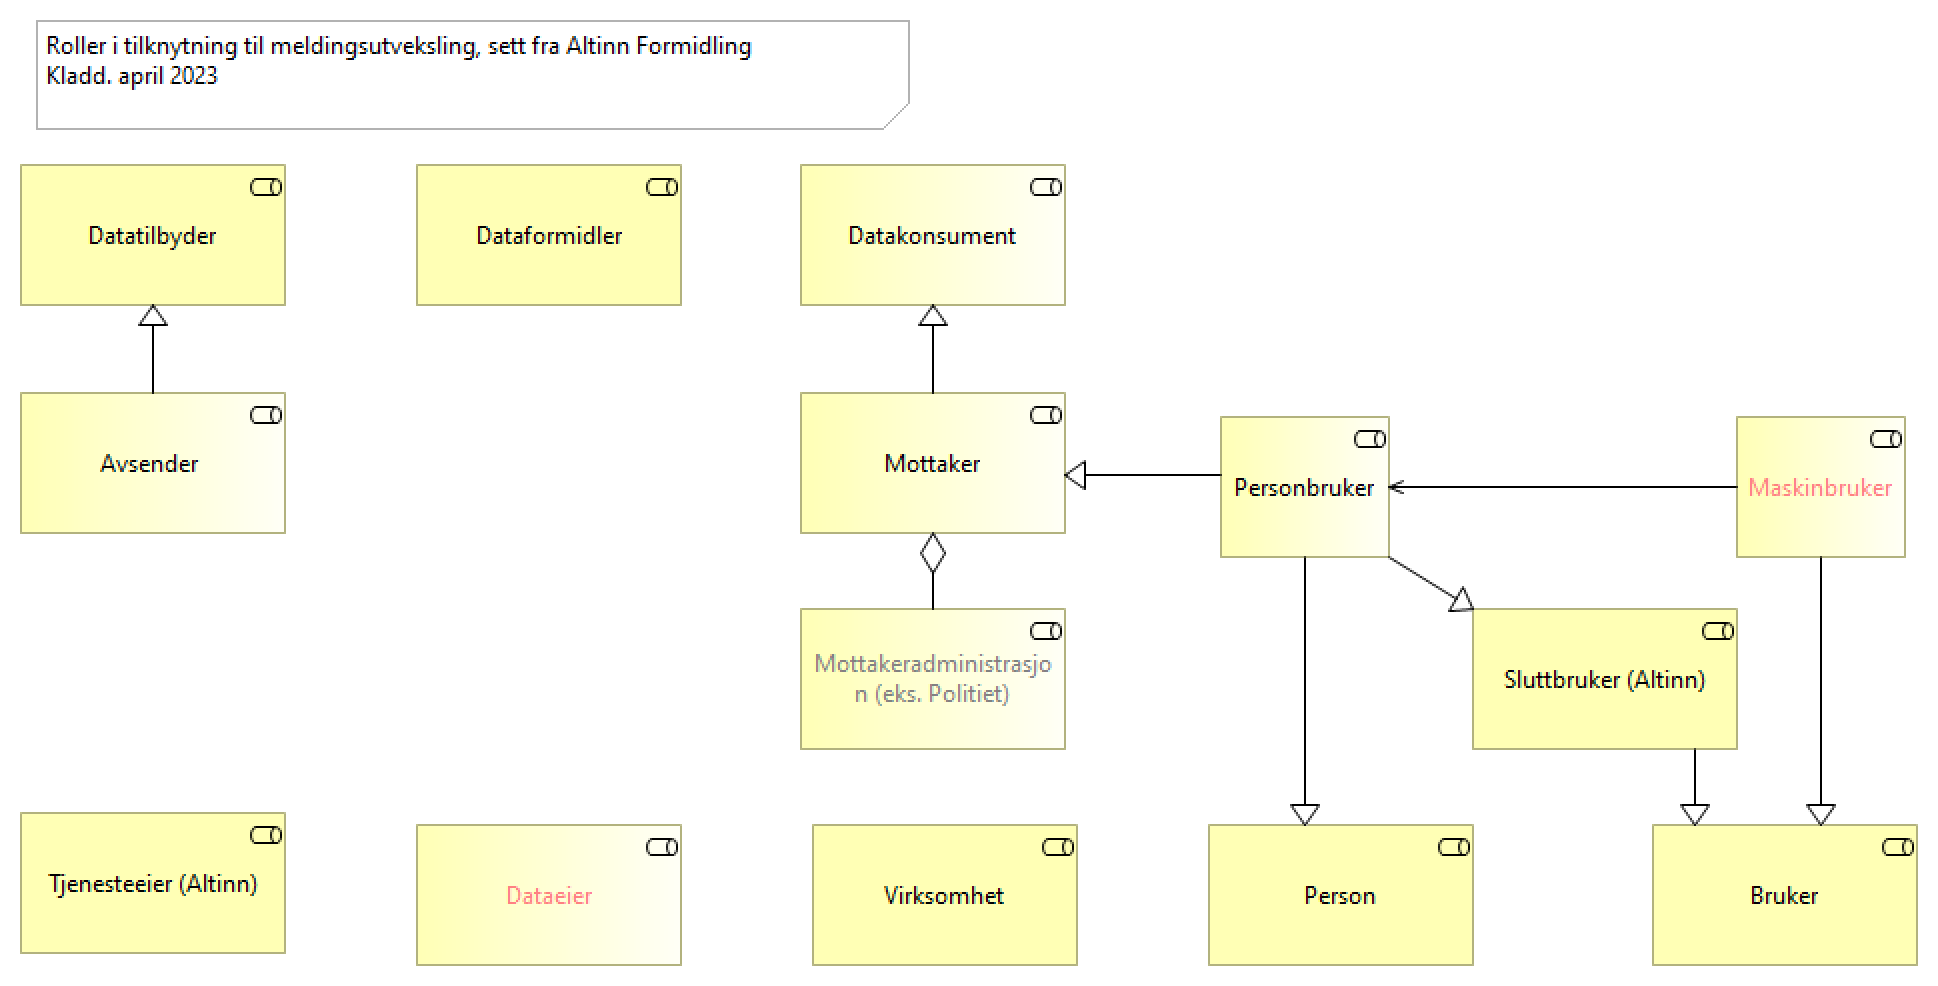 Roller i tilknytning til meldingsutveksling, sett fra Altinn Formidling
Kladd. april 2023
Datatilbyder
Dataformidler
Datakonsument
Avsender
Mottaker
Personbruker
Maskinbruker
Mottakeradministrasjo
n (eks. Politiet)
Sluttbruker (Altinn)
Tjenesteeier (Altinn)
Dataeier
Virksomhet
Person
Bruker